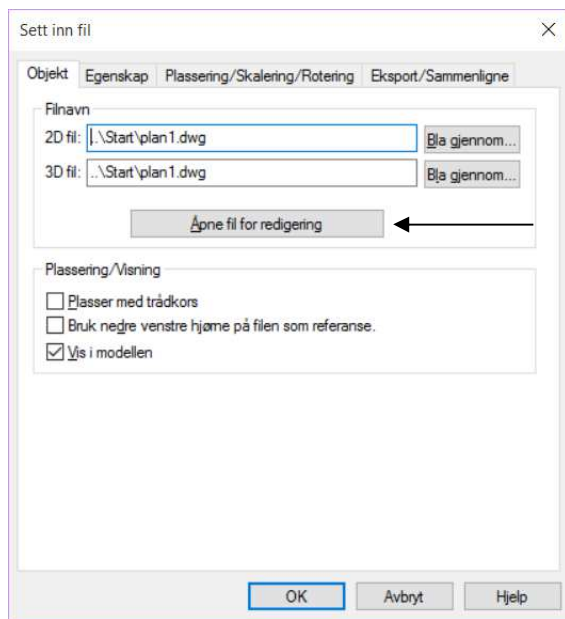 Sett inn fil
Objekt Egenskap Plassering/Skalering/Rotering Eksport/Sammenligne
Filnavn
2D fil: ..\Start\plan1.dwg Bla gjennom...
3D fil: ..\Start\plan1.dwg Bla gjennom...
Åpne fil for redigering
Plassering/Visning
Plasser med trådkors
Bruk nedre venstre hjørne på filen som referanse.
Vis i modellen
OK Avbryt Hjelp